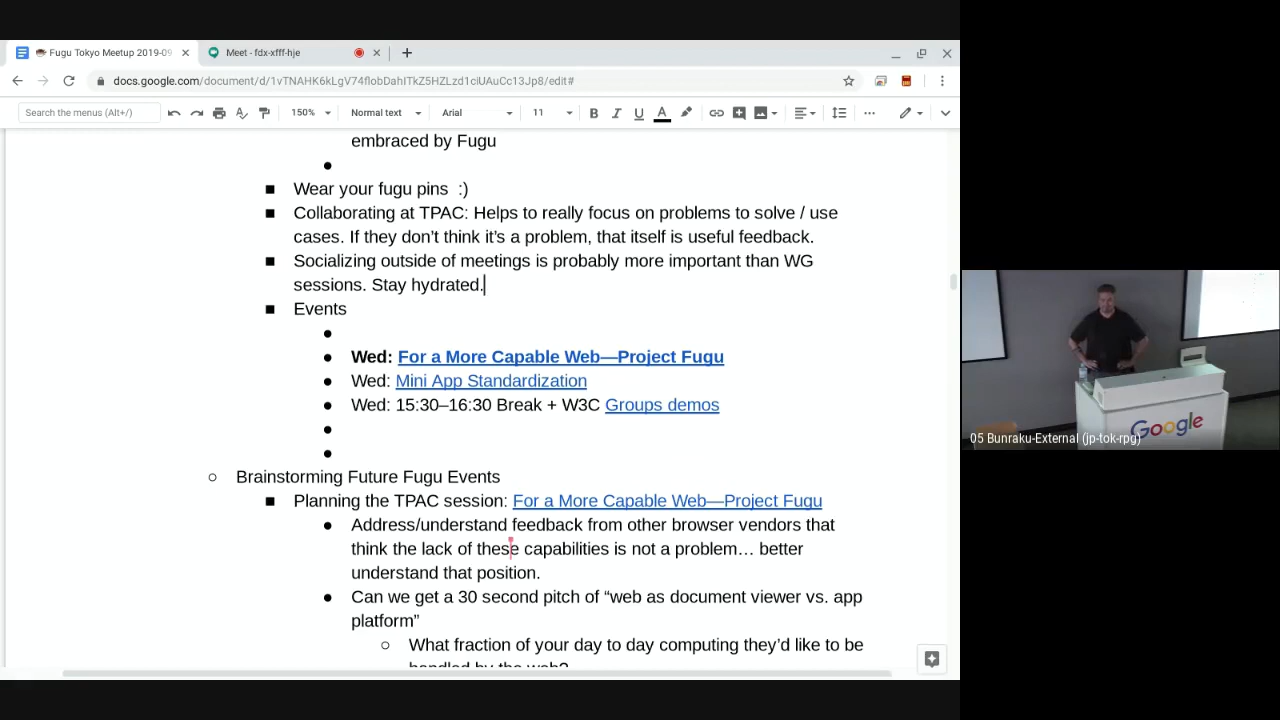 Fugu Tokyo Meetup 2019-09
Meet - fdx-xfff-hje
docs.google.com/document/d/1vTNAHK6kLgV74flobDahITkZ5HZLzd1ciUAuCc13Jp8/edit#
Search the menus (Alt+/)
150%
Normal text
Arial
11
B I U A
embraced by Fugu
Wear your fugu pins :)
Collaborating at TPAC: Helps to really focus on problems to solve / use
cases. If they don’t think it’s a problem, that itself is useful feedback.
Socializing outside of meetings is probably more important than WG
sessions. Stay hydrated.
Events
Wed: For a More Capable Web—Project Fugu
Wed: Mini App Standardization
Wed: 15:30–16:30 Break + W3C Groups demos
Brainstorming Future Fugu Events
Planning the TPAC session: For a More Capable Web—Project Fugu
Address/understand feedback from other browser vendors that
think the lack of these capabilities is not a problem… better
understand that position.
Can we get a 30 second pitch of “web as document viewer vs. app
platform”
What fraction of your day to day computing they’d like to be
handled by the web?
Google
05 Bunraku-External (jp-tok-rpg)